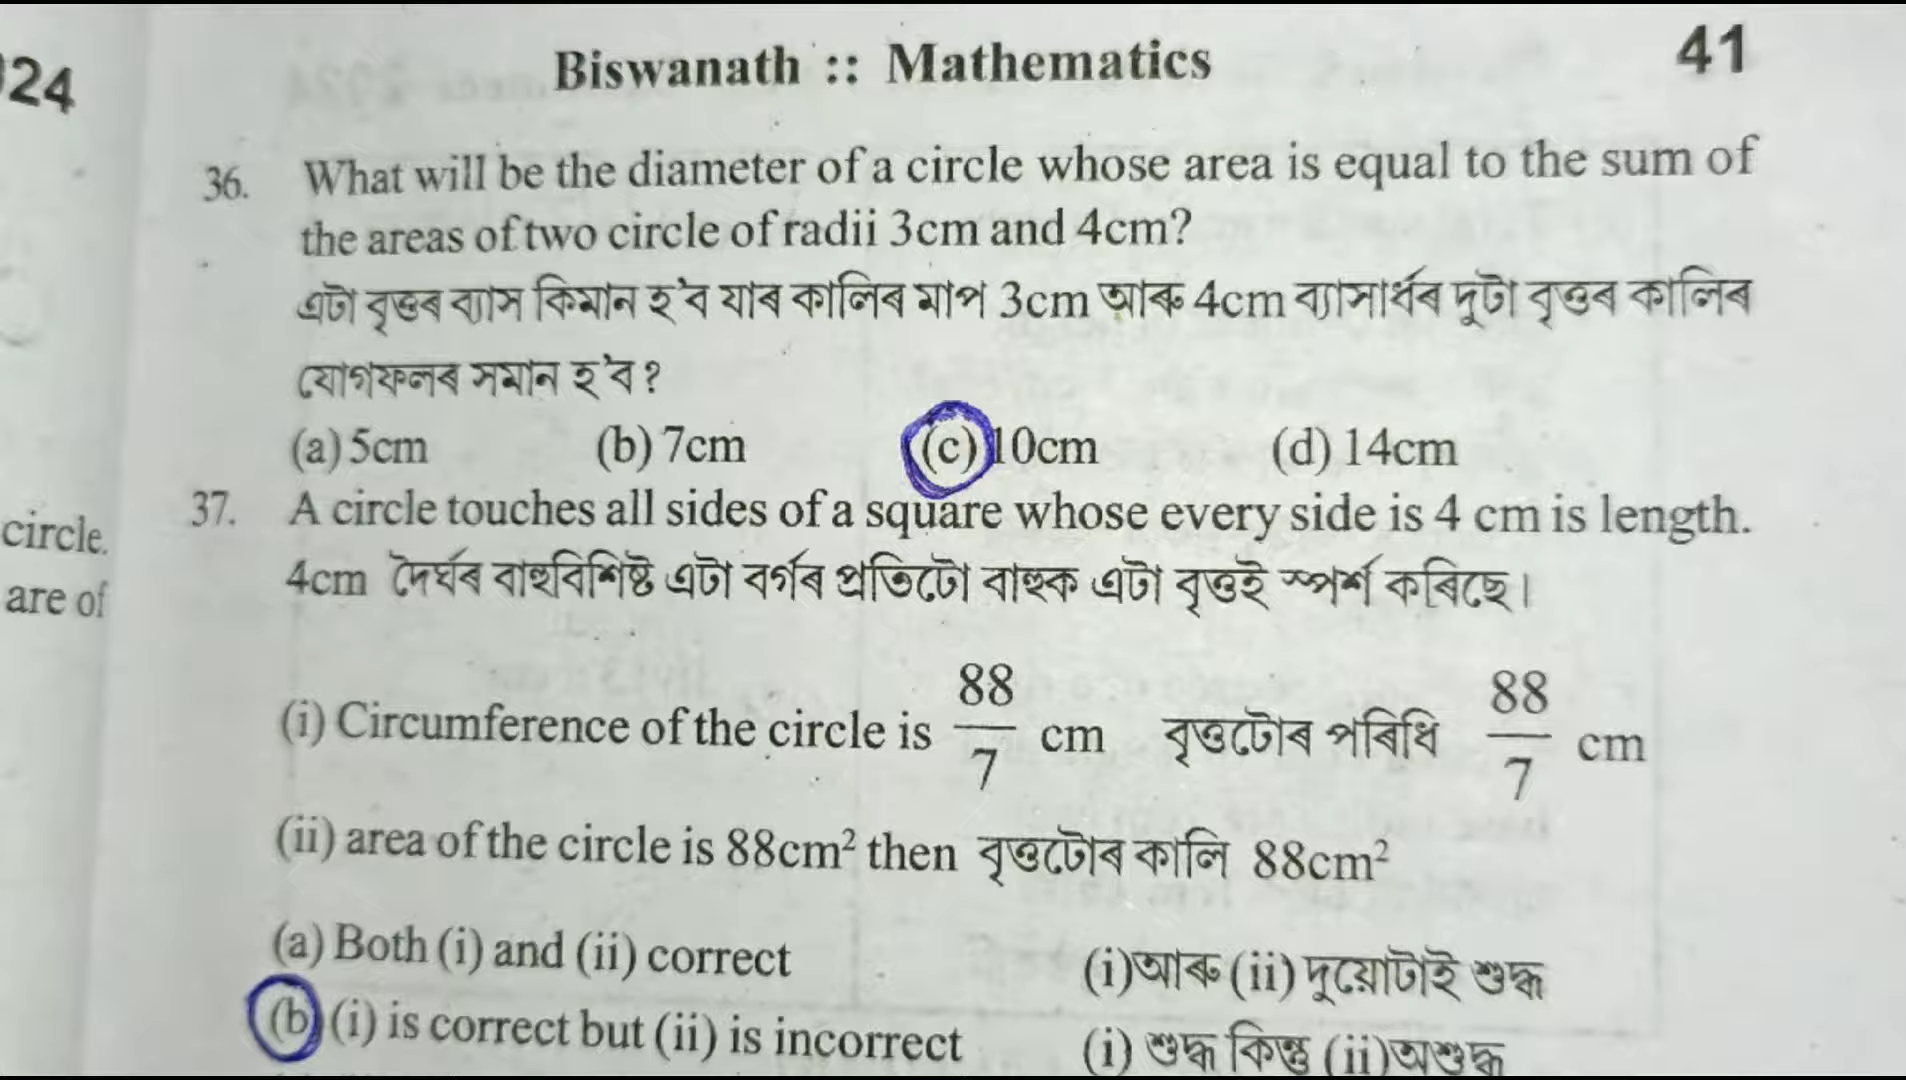 024
Biswanath :: Mathematics
41
36. What will be the diameter of a circle whose area is equal to the sum of
the areas of two circle of radii 3cm and 4cm?
এটা বৃত্তৰ ব্যাস কিমান হ'ব যাৰ কালিৰ মাপ 3cm আৰু 4cm ব্যাসাৰ্ধৰ দুটা বৃত্তৰ কালিৰ
যোগফলৰ সমান হ'ব?
(a) 5cm (b) 7cm (c) 10cm (d) 14cm
37. A circle touches all sides of a square whose every side is 4 cm is length.
circle.
4cm দৈৰ্ঘৰ বাহুবিশিষ্ট এটা বৰ্গৰ প্ৰতিটো বাহুক এটা বৃত্তই স্পৰ্শ কৰিছে।
are of
(i) Circumference of the circle is 88/7 cm বৃত্তটোৰ পৰিধি 88/7 cm
(ii) area of the circle is 88cm² then বৃত্তটোৰ কালি 88cm²
(a) Both (i) and (ii) correct (i)আৰু (ii) দুয়োটাই শুদ্ধ
(b) (i) is correct but (ii) is incorrect (i) শুদ্ধ কিন্তু (ii)অশুদ্ধ